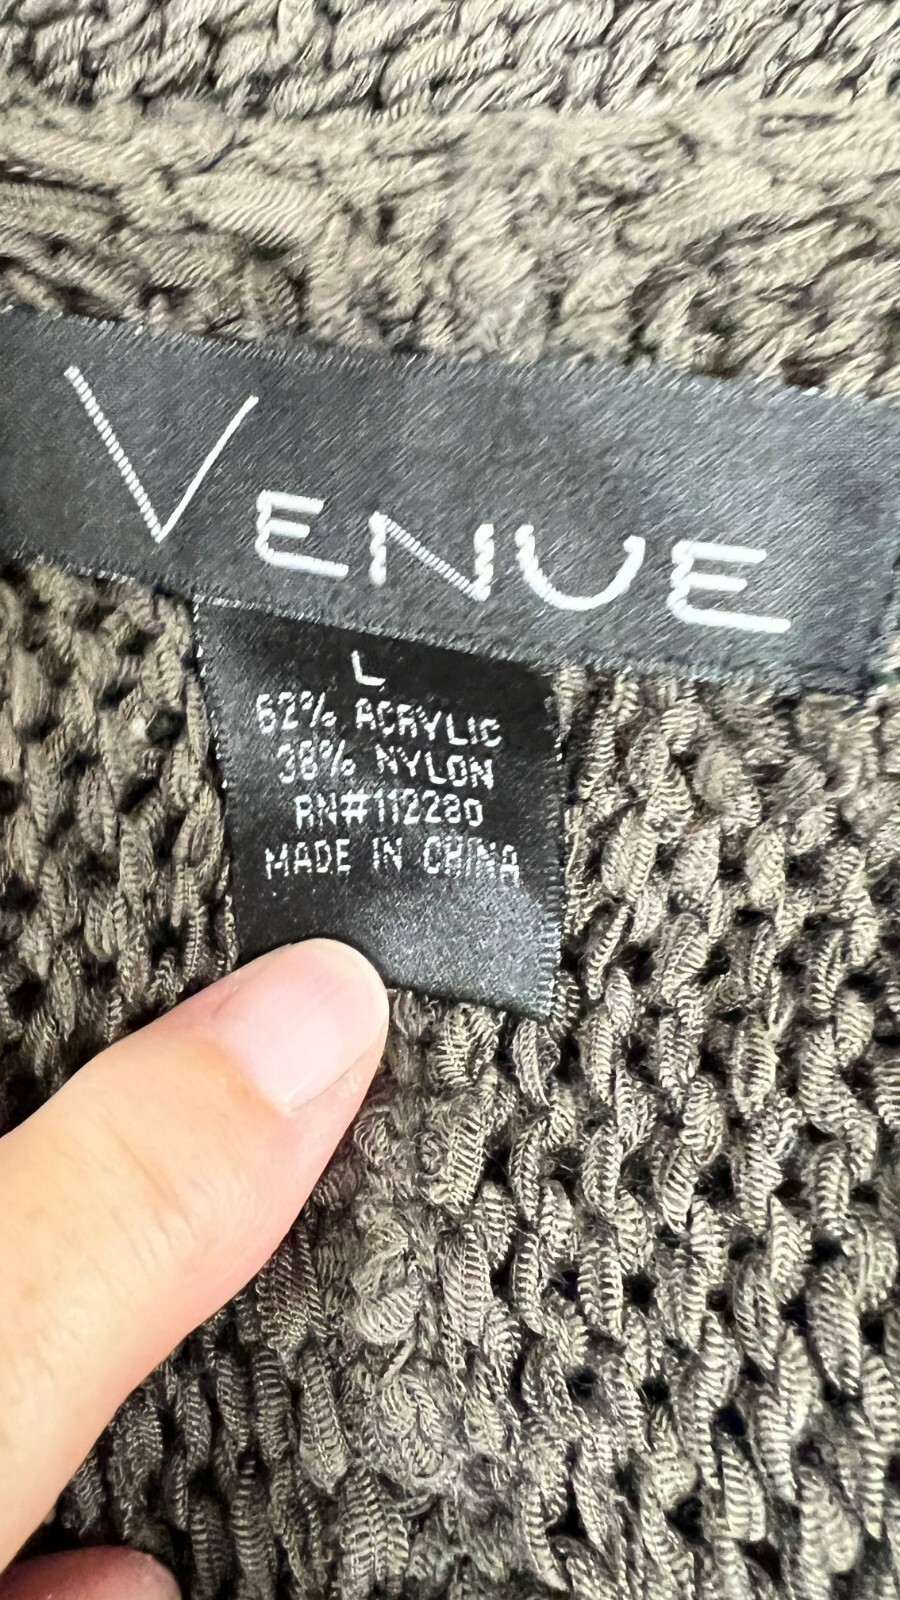 VENUE
L
62% ACRYLIC
38% NYLON
RN#112280
MADE IN CHINA